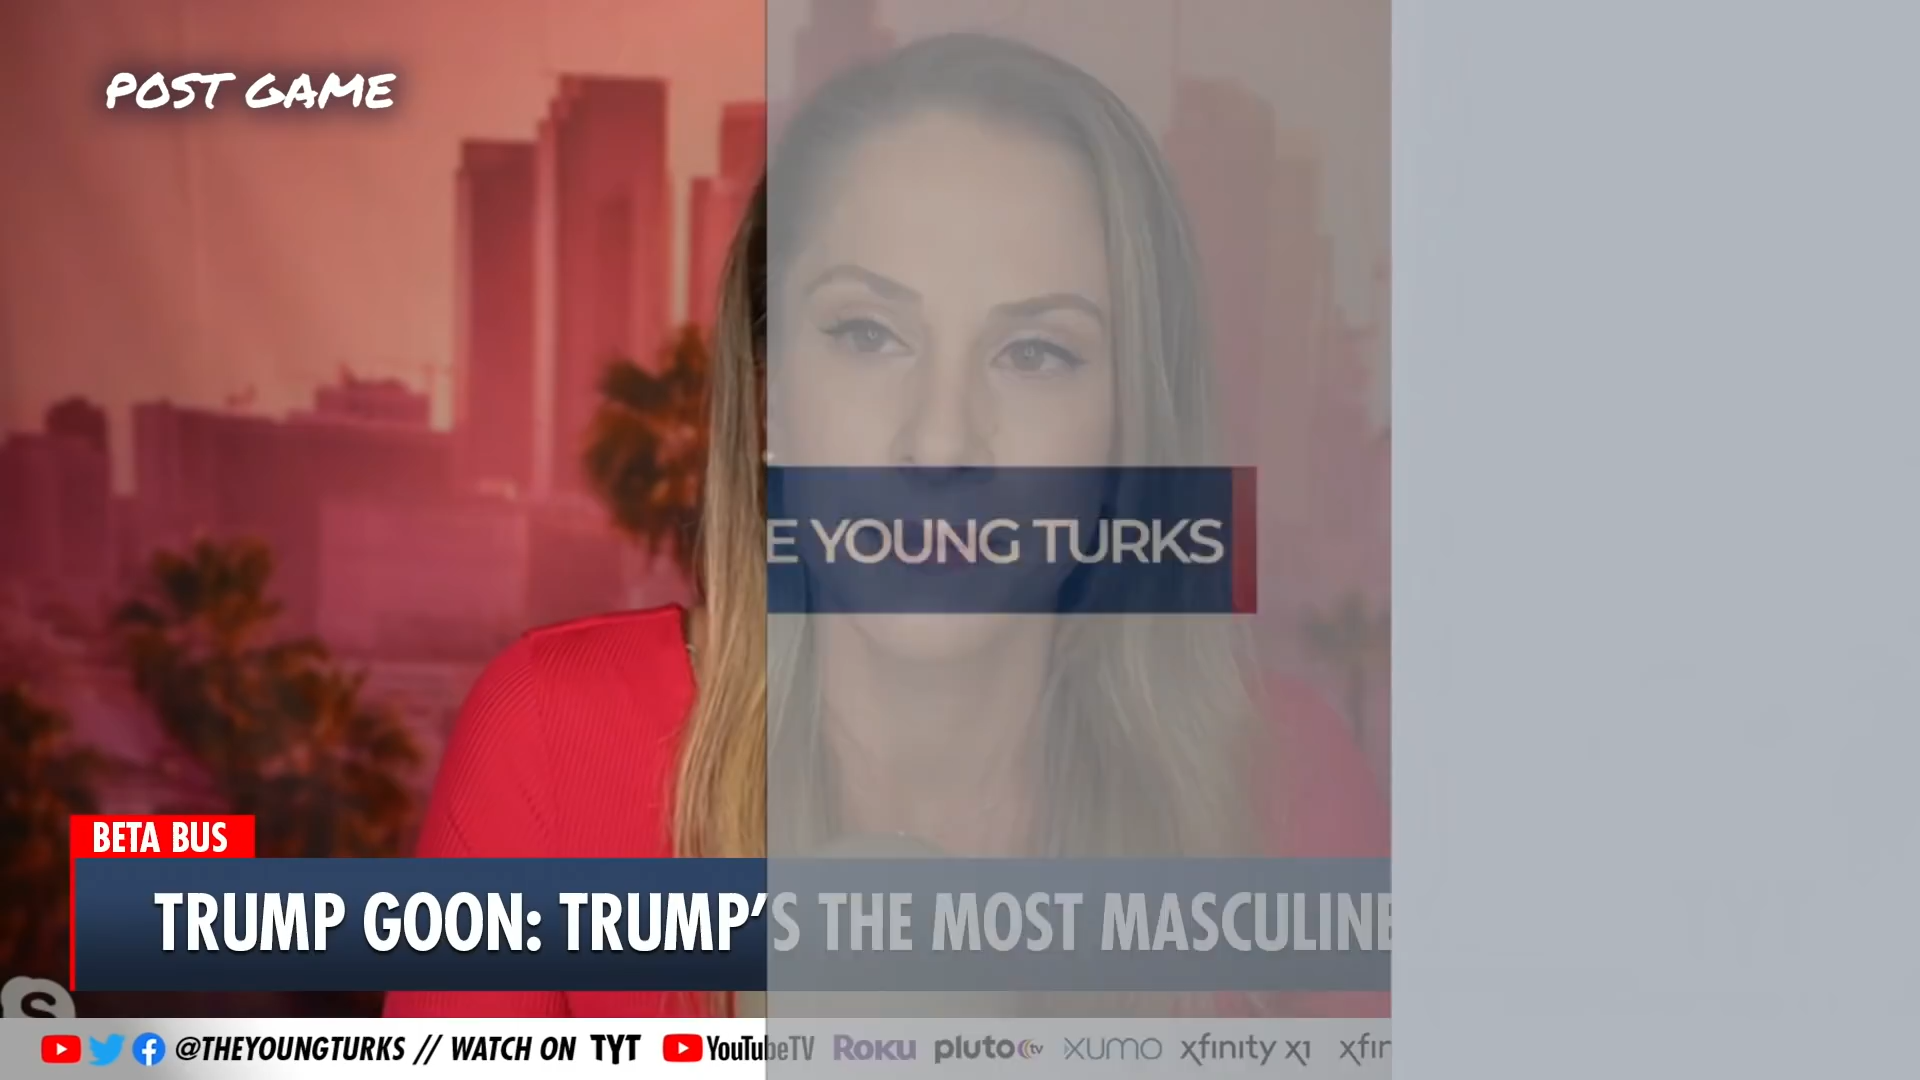 POST GAME
E YOUNG TURKS
BETA BUS
TRUMP GOON: TRUMP'S THE MOST MASCULINE
S
@THEYOUNGTURKS // WATCH ON TYT YouTubeTV ROKU pluto tv XUMO xfinity x1 xfin